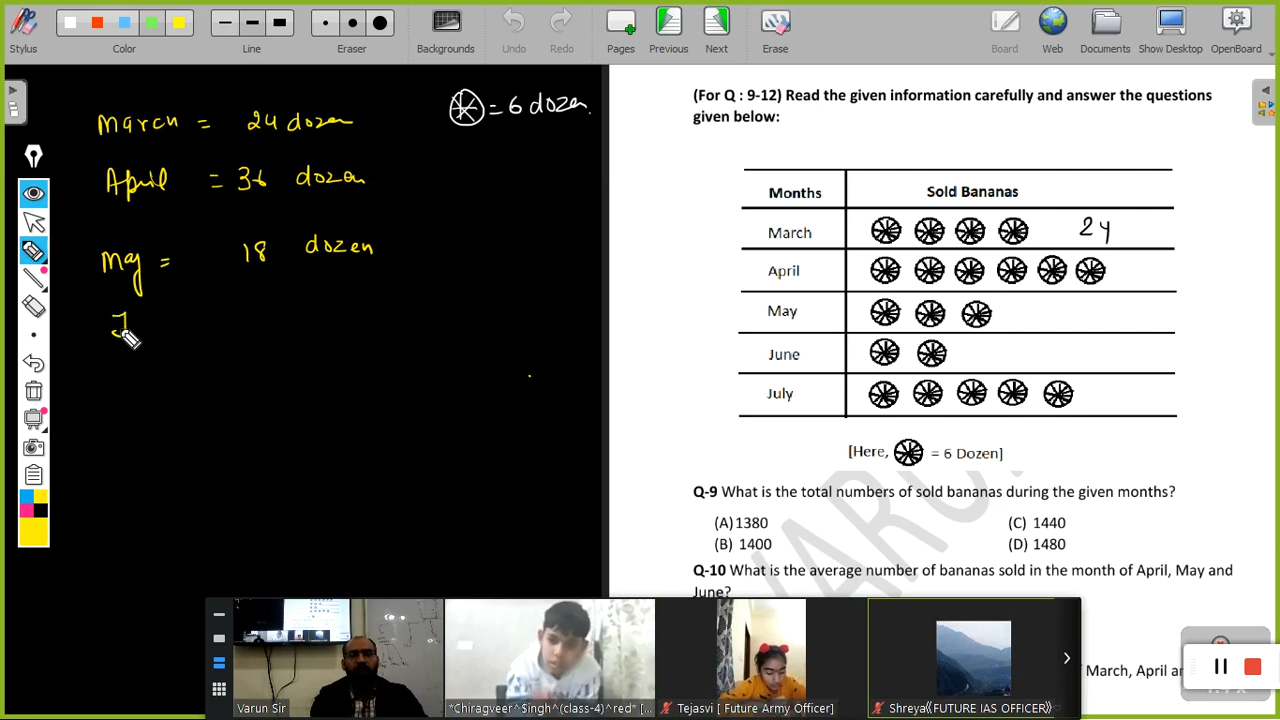 Stylus Color Line Eraser Backgrounds Undo Redo Pages Previous Next Erase Board Web Documents Show Desktop OpenBoard
March = 24 dozen
= 6 dozen.
April = 36 dozen
May = 18 dozen
J
(For Q : 9-12) Read the given information carefully and answer the questions
given below:
Months Sold Bananas
March 24
April
May
June
July
[Here, = 6 Dozen]
Q-9 What is the total numbers of sold bananas during the given months?
(A)1380 (C) 1440
(B) 1400 (D) 1480
Q-10 What is the average number of bananas sold in the month of April, May and
June?
March, April
Varun Sir
*Chiragveer^$ingh^(class-4)^red* [...
Tejasvi [ Future Army Officer]
Shreya《FUTURE IAS OFFICER》